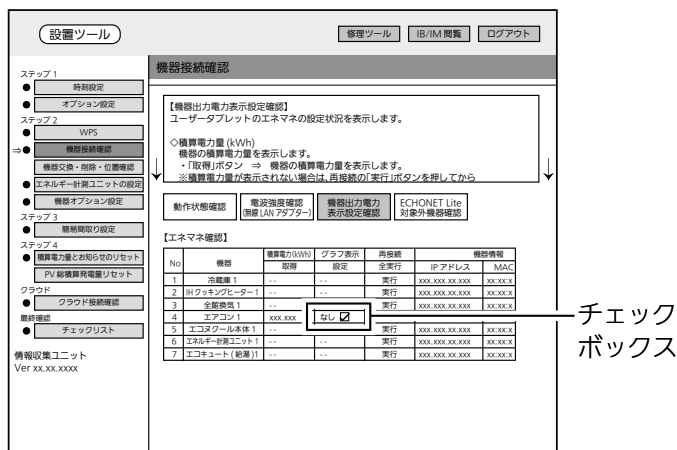 設置ツール
修理ツール
IB/IM 閲覧
ログアウト
ステップ 1
● 時刻設定
● オプション設定
ステップ 2
● WPS
⇒● 機器接続確認
機器交換・削除・位置確認
● エネルギー計測ユニットの設定
● 機器オプション設定
ステップ 3
● 簡易間取り設定
ステップ 4
● 積算電力量とお知らせのリセット
PV 総積算発電量リセット
クラウド
● クラウド接続確認
最終確認
● チェックリスト
情報収集ユニット
Ver xx.xx.xxxx
機器接続確認
【機器出力電力表示設定確認】
ユーザータブレットのエネマネの設定状況を表示します。
◇積算電力量 (kWh)
機器の積算電力量を表示します。
・「取得」ボタン ⇒ 機器の積算電力量を表示します。
※積算電力量が表示されない場合は、再接続の「実行」ボタンを押してから
動作状態確認
電波強度確認
(無線 LAN アダプター)
機器出力電力
表示設定確認
ECHONET Lite
対象外機器確認
【エネマネ確認】
No 機器 積算電力(kWh) グラフ表示 再接続 機器情報
取得 設定 全実行 IP アドレス MAC
1 冷蔵庫 1 - - - - 実行 xxx.xxx.xx.xxx xx:xx:x
2 IH クッキングヒーター 1 - - - - 実行 xxx.xxx.xx.xxx xx:xx:x
3 全館換気 1 - - - - 実行 xxx.xxx.xx.xxx xx:xx:x
4 エアコン 1 xxx.xxx なし ☑ 実行 xxx.xxx.xx.xxx xx:xx:x
5 エコヌクール本体 1 - - - - 実行 xxx.xxx.xx.xxx xx:xx:x
6 エネルギー計測ユニット 1 - - - - 実行 xxx.xxx.xx.xxx xx:xx:x
7 エコキュート ( 給湯 )1 - - - - 実行 xxx.xxx.xx.xxx xx:xx:x
チェック
ボックス